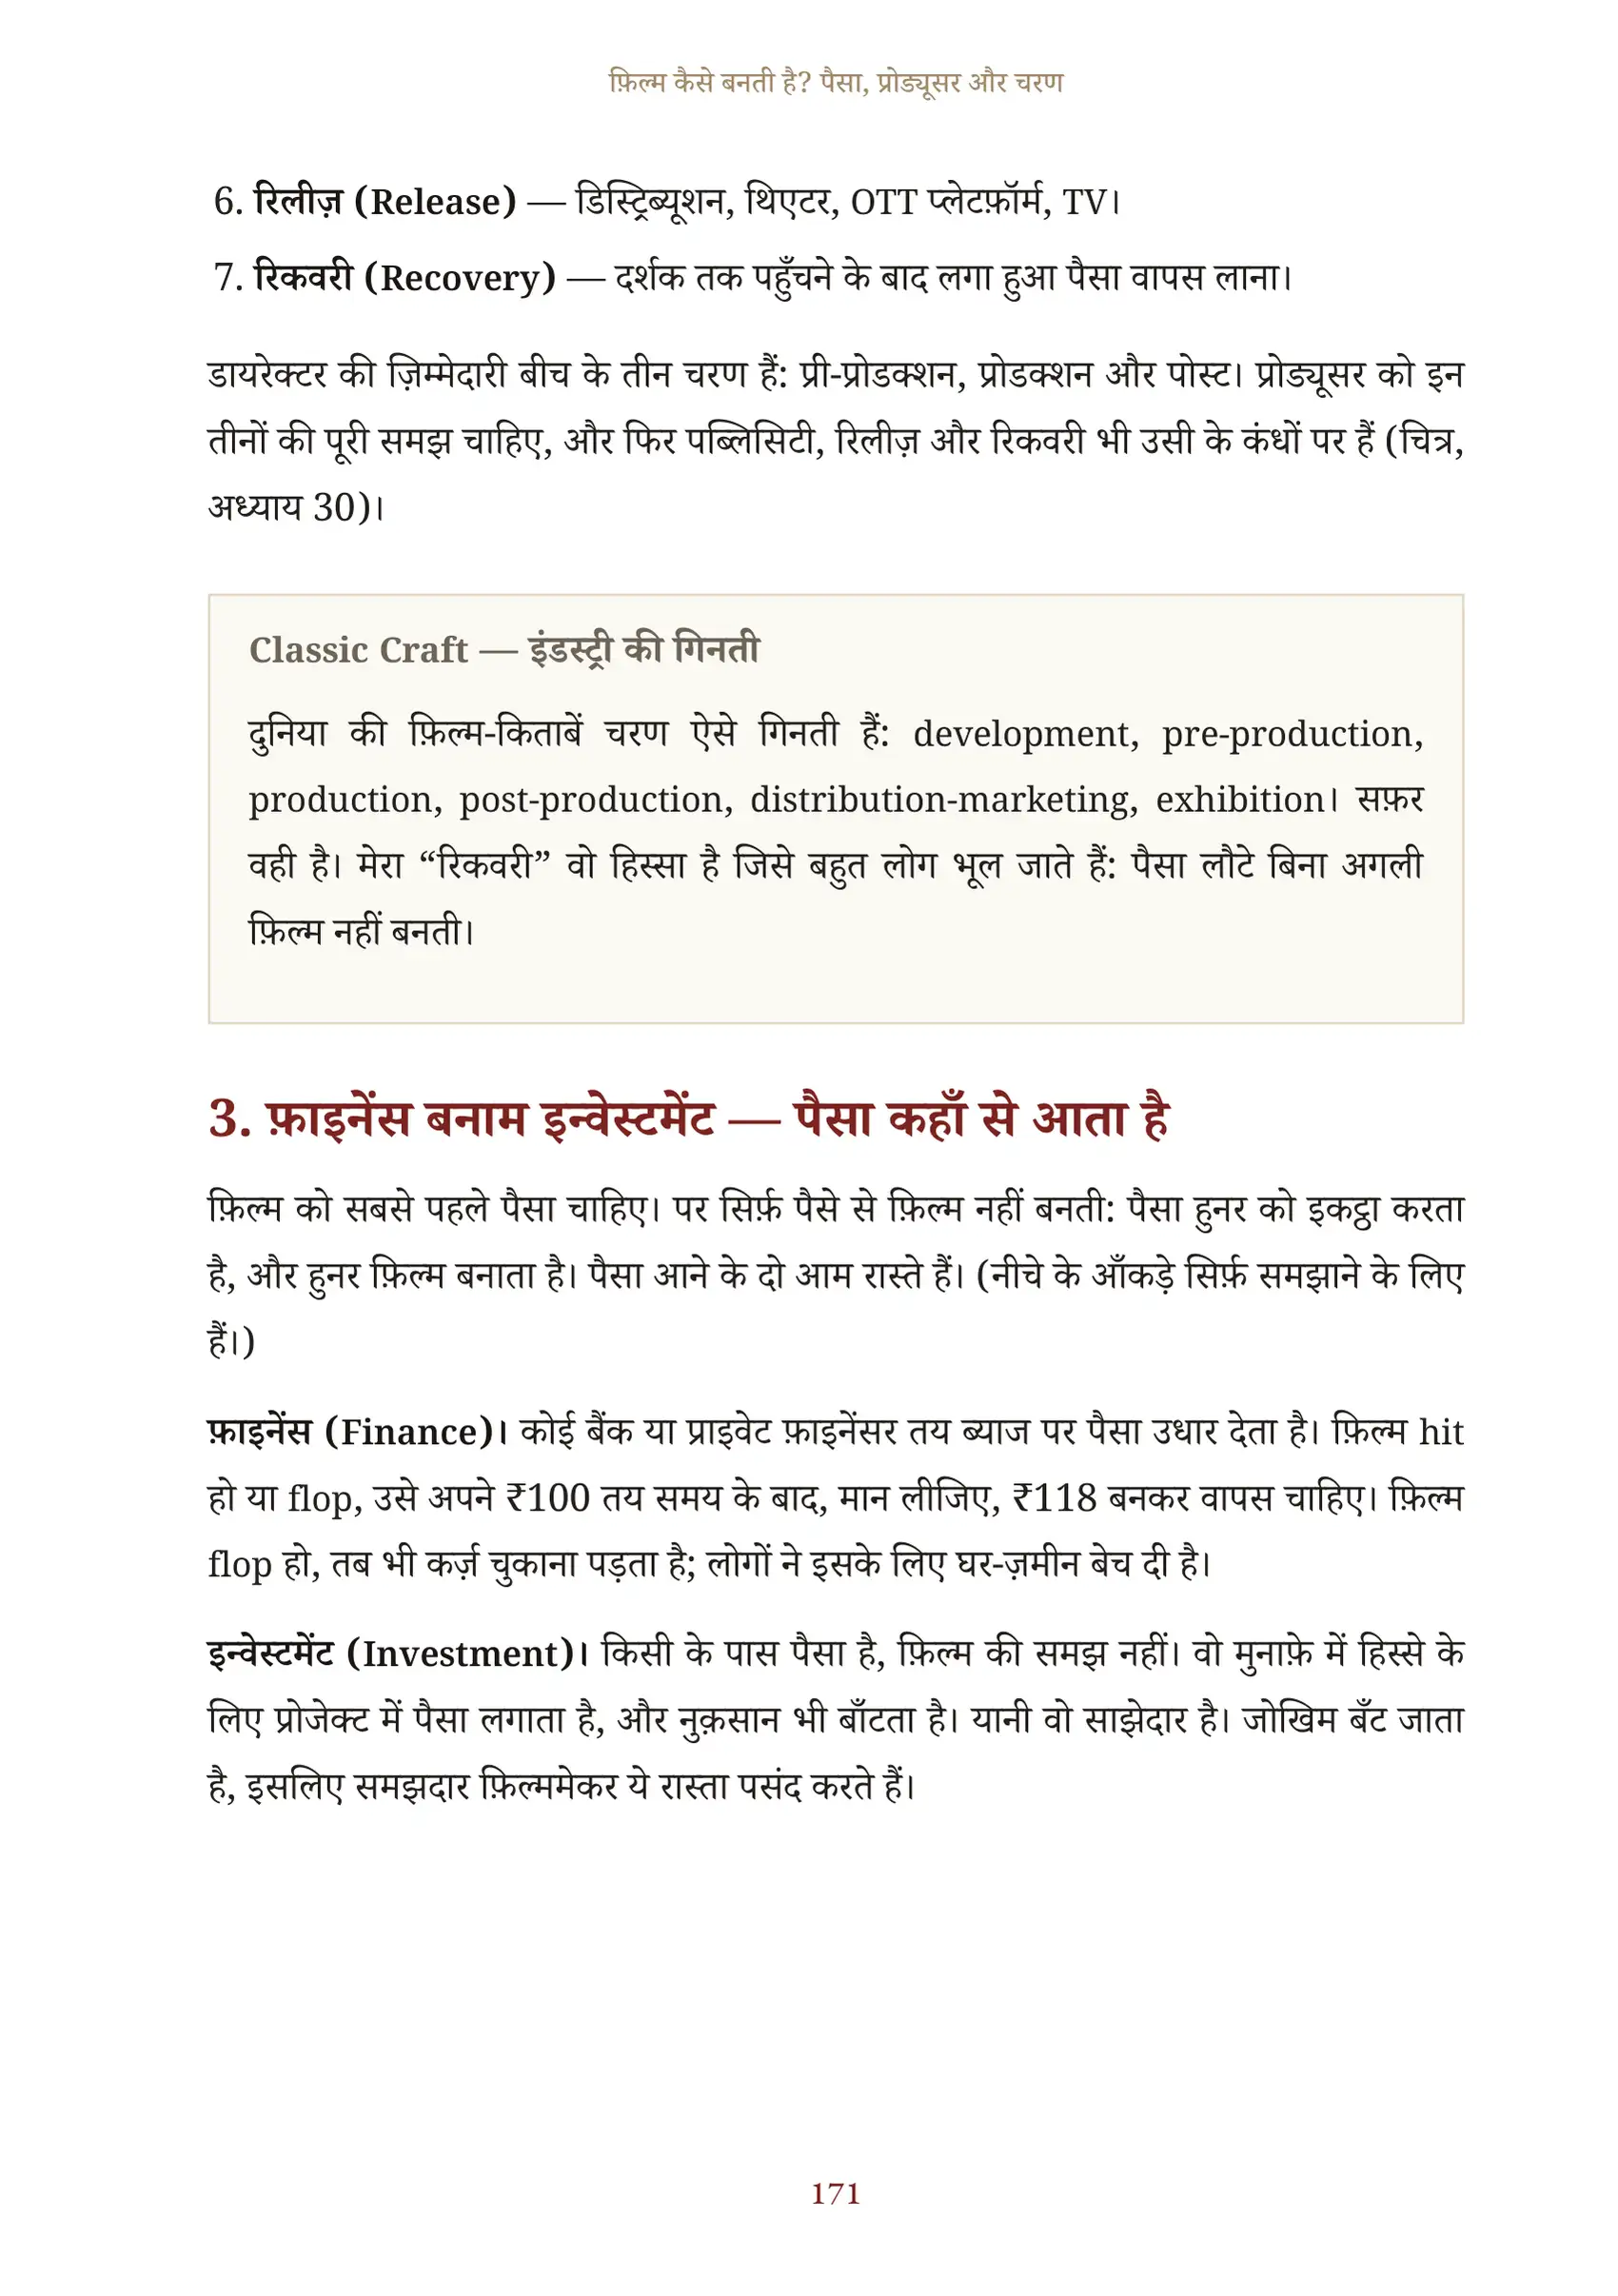 फ़िल्म कैसे बनती है? पैसा, प्रोड्यूसर और चरण
6. रिलीज़ (Release) — डिस्ट्रिब्यूशन, थिएटर, OTT प्लेटफ़ॉर्म, TV।
7. रिकवरी (Recovery) — दर्शक तक पहुँचने के बाद लगा हुआ पैसा वापस लाना।
डायरेक्टर की ज़िम्मेदारी बीच के तीन चरण हैं: प्री-प्रोडक्शन, प्रोडक्शन और पोस्ट। प्रोड्यूसर को इन
तीनों की पूरी समझ चाहिए, और फिर पब्लिसिटी, रिलीज़ और रिकवरी भी उसी के कंधों पर हैं (चित्र,
अध्याय 30)।
Classic Craft — इंडस्ट्री की गिनती
दुनिया की फ़िल्म-किताबें चरण ऐसे गिनती हैं: development, pre-production,
production, post-production, distribution-marketing, exhibition। सफ़र
वही है। मेरा “रिकवरी” वो हिस्सा है जिसे बहुत लोग भूल जाते हैं: पैसा लौटे बिना अगली
फ़िल्म नहीं बनती।
3. फ़ाइनेंस बनाम इन्वेस्टमेंट — पैसा कहाँ से आता है
फ़िल्म को सबसे पहले पैसा चाहिए। पर सिर्फ़ पैसे से फ़िल्म नहीं बनती: पैसा हुनर को इकट्ठा करता
है, और हुनर फ़िल्म बनाता है। पैसा आने के दो आम रास्ते हैं। (नीचे के आँकड़े सिर्फ़ समझाने के लिए
हैं।)
फ़ाइनेंस (Finance)। कोई बैंक या प्राइवेट फ़ाइनेंसर तय ब्याज पर पैसा उधार देता है। फ़िल्म hit
हो या flop, उसे अपने ₹100 तय समय के बाद, मान लीजिए, ₹118 बनकर वापस चाहिए। फ़िल्म
flop हो, तब भी कर्ज़ चुकाना पड़ता है; लोगों ने इसके लिए घर-ज़मीन बेच दी है।
इन्वेस्टमेंट (Investment)। किसी के पास पैसा है, फ़िल्म की समझ नहीं। वो मुनाफ़े में हिस्से के
लिए प्रोजेक्ट में पैसा लगाता है, और नुक़सान भी बाँटता है। यानी वो साझेदार है। जोखिम बँट जाता
है, इसलिए समझदार फ़िल्ममेकर ये रास्ता पसंद करते हैं।
171